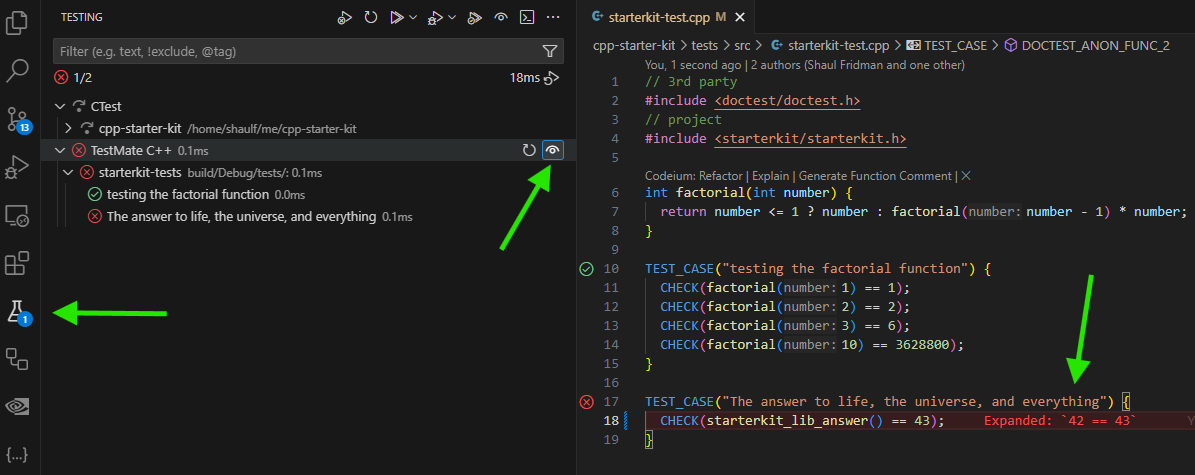 TESTING
Filter (e.g. text, !exclude, @tag)
1/2
18ms
CTest
cpp-starter-kit /home/shaulf/me/cpp-starter-kit
TestMate C++ 0.1ms
starterkit-tests build/Debug/tests/: 0.1ms
testing the factorial function 0.0ms
The answer to life, the universe, and everything 0.1ms
13
1
{...}
starterkit-test.cpp M
cpp-starter-kit > tests > src > starterkit-test.cpp > TEST_CASE > DOCTEST_ANON_FUNC_2
You, 1 second ago | 2 authors (Shaul Fridman and one other)
1 // 3rd party
2 #include <doctest/doctest.h>
3 // project
4 #include <starterkit/starterkit.h>
5
Codeium: Refactor | Explain | Generate Function Comment | X
6 int factorial(int number) {
7 return number <= 1 ? number : factorial(number: number - 1) * number;
8 }
9
10 TEST_CASE("testing the factorial function") {
11 CHECK(factorial(number: 1) == 1);
12 CHECK(factorial(number: 2) == 2);
13 CHECK(factorial(number: 3) == 6);
14 CHECK(factorial(number: 10) == 3628800);
15 }
16
17 TEST_CASE("The answer to life, the universe, and everything") {
18 CHECK(starterkit_lib_answer() == 43); Expanded: `42 == 43` Y
19 }